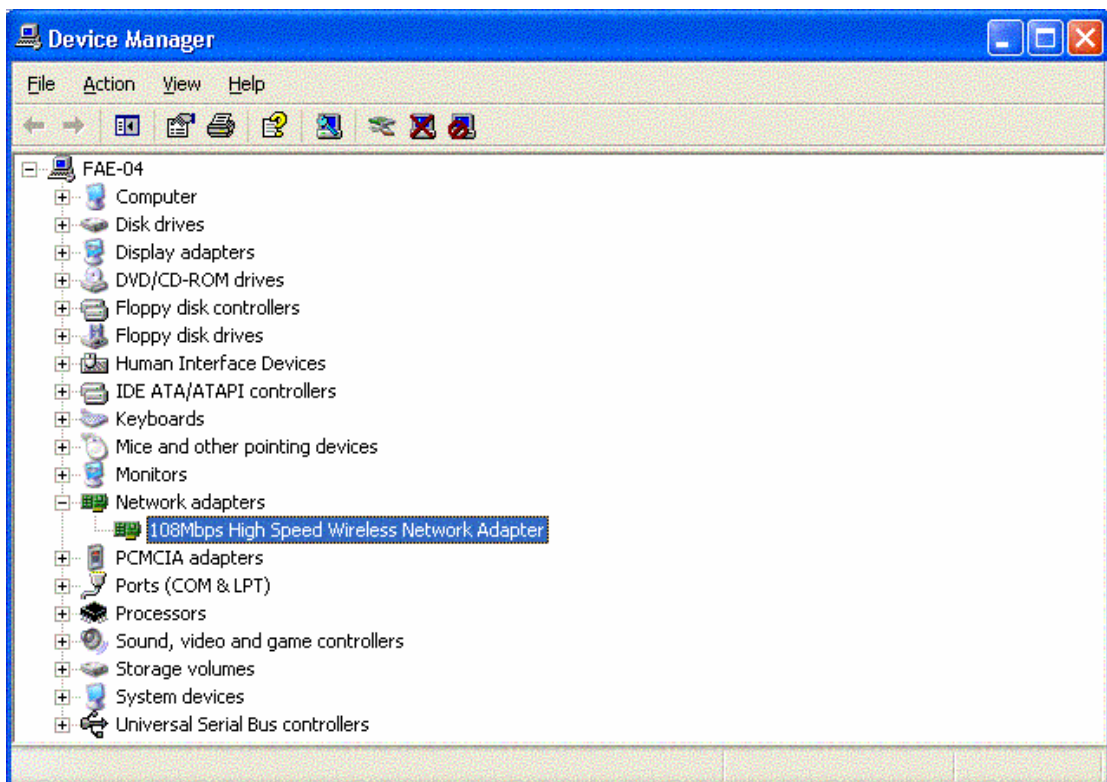 Device Manager
File Action View Help
FAE-04
Computer
Disk drives
Display adapters
DVD/CD-ROM drives
Floppy disk controllers
Floppy disk drives
Human Interface Devices
IDE ATA/ATAPI controllers
Keyboards
Mice and other pointing devices
Monitors
Network adapters
108Mbps High Speed Wireless Network Adapter
PCMCIA adapters
Ports (COM & LPT)
Processors
Sound, video and game controllers
Storage volumes
System devices
Universal Serial Bus controllers